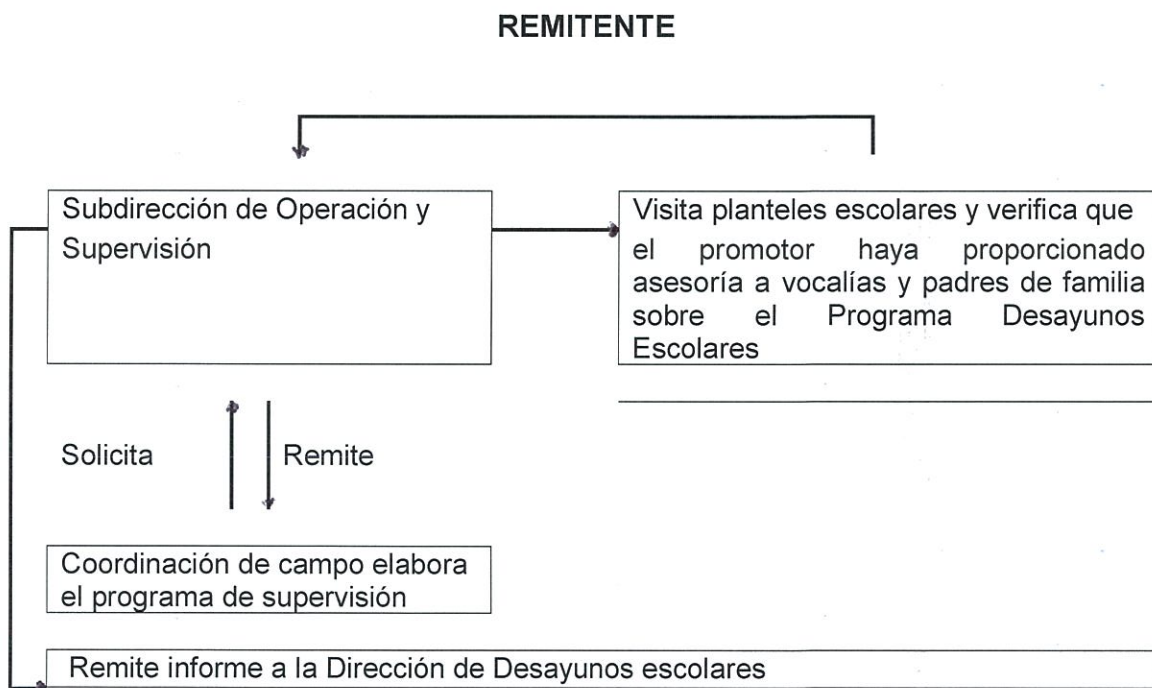 REMITENTE
Subdirección de Operación y
Supervisión
Visita planteles escolares y verifica que
el promotor haya proporcionado
asesoría a vocalías y padres de familia
sobre el Programa Desayunos
Escolares
Solicita
Remite
Coordinación de campo elabora
el programa de supervisión
Remite informe a la Dirección de Desayunos escolares